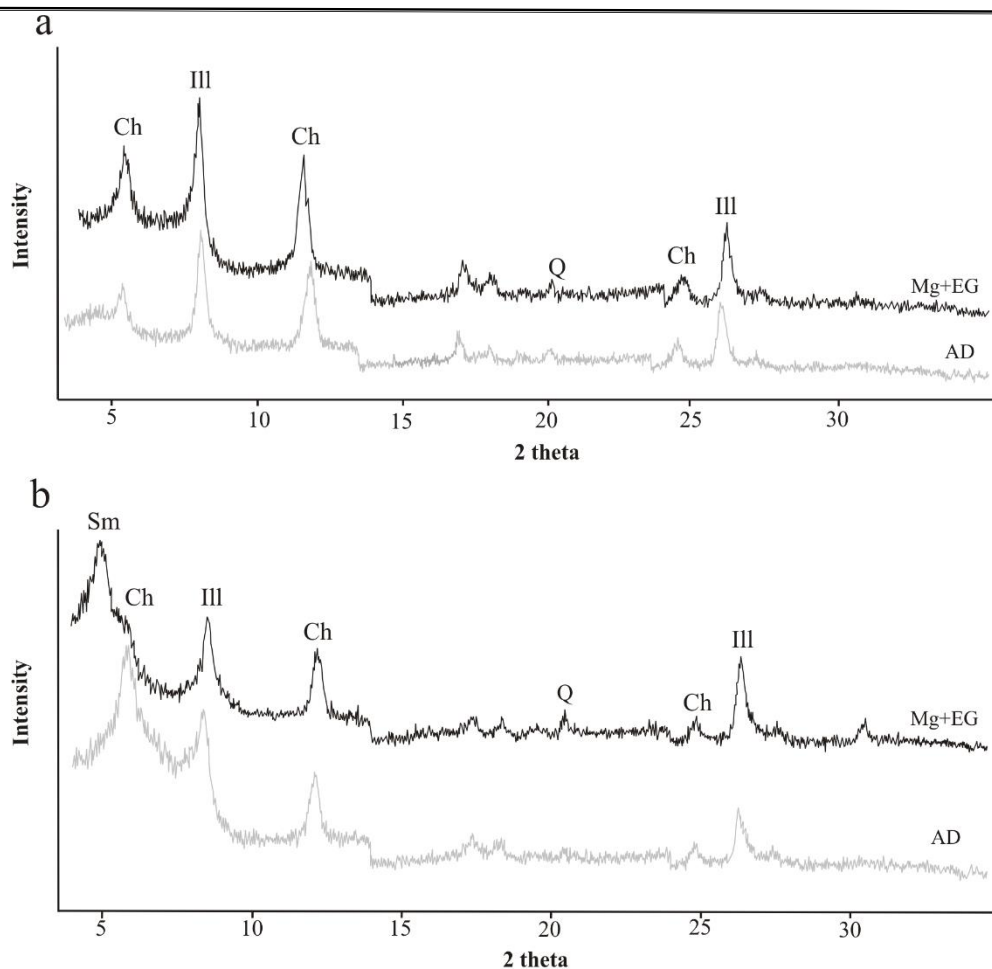 a
Ill
Ch
Ch
Ill
Ch
Q
Mg+EG
AD
Intensity
5 10 15 20 25 30
2 theta
b
Sm
Ch
Ill
Ch
Ill
Q
Ch
Mg+EG
AD
Intensity
5 10 15 20 25 30
2 theta